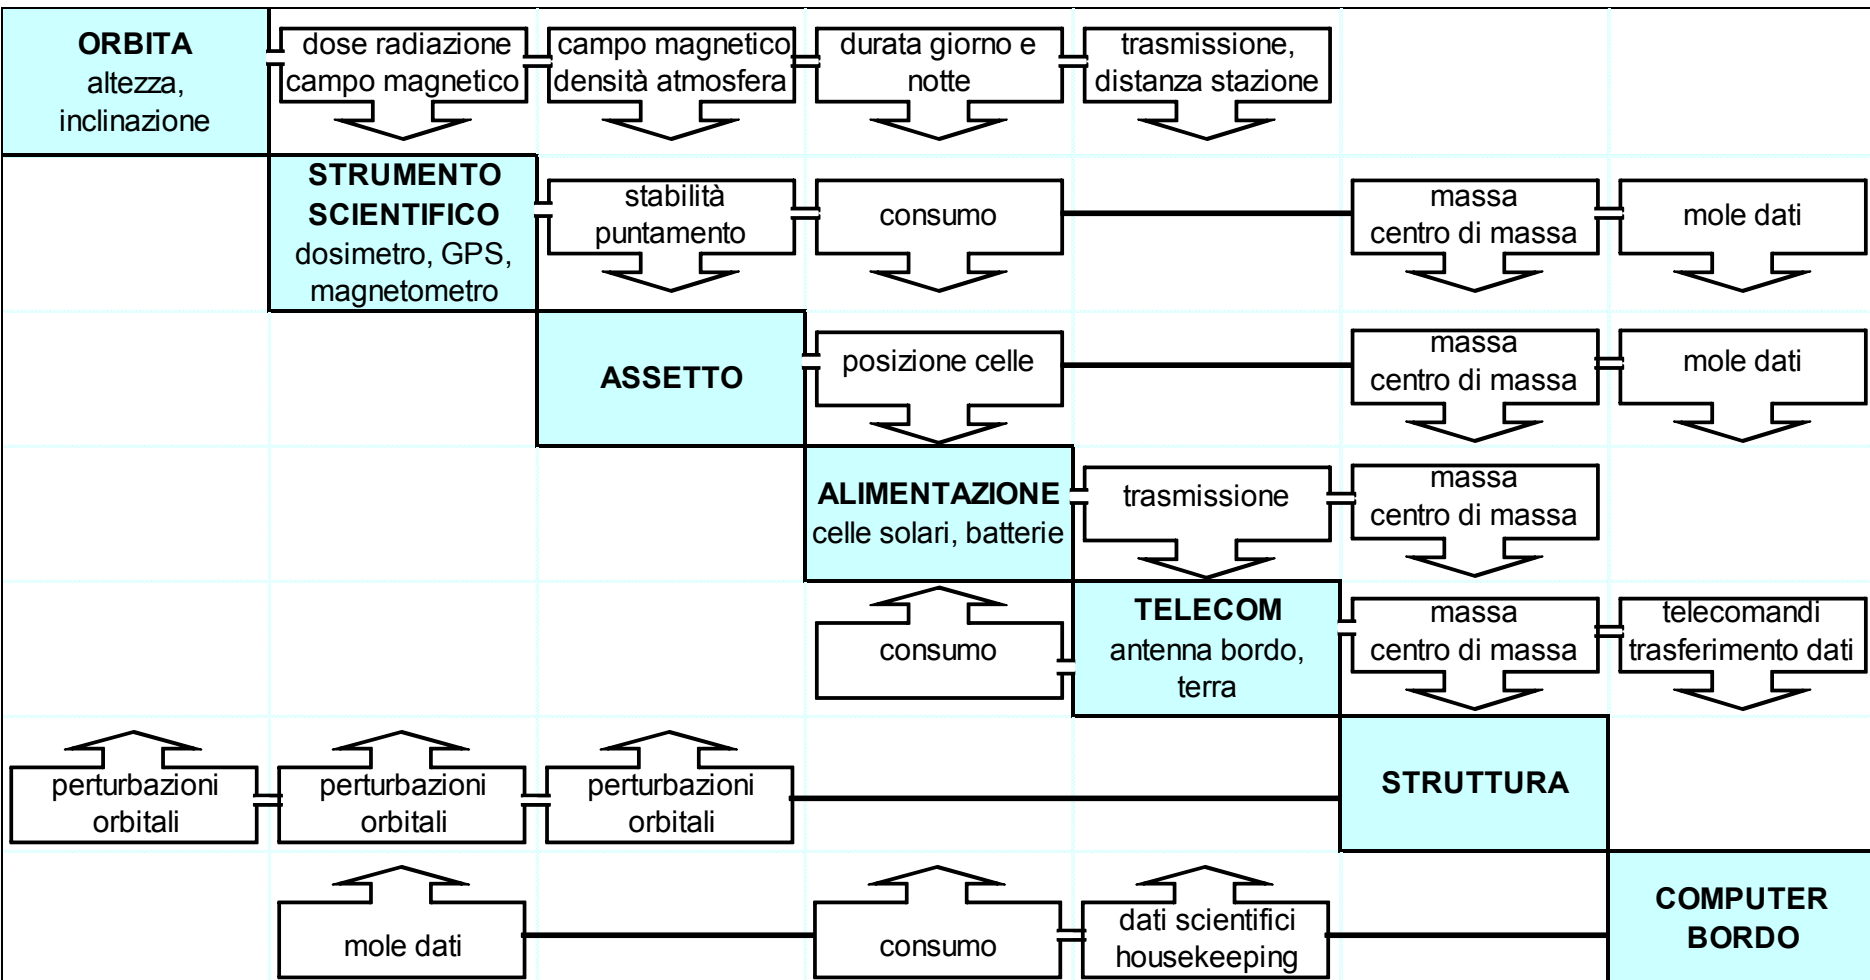 ORBITA
altezza,
inclinazione
dose radiazione
campo magnetico
campo magnetico
densità atmosfera
durata giorno e
notte
trasmissione,
distanza stazione
STRUMENTO
SCIENTIFICO
dosimetro, GPS,
magnetometro
stabilità
puntamento
consumo
massa
centro di massa
mole dati
ASSETTO
posizione celle
massa
centro di massa
mole dati
ALIMENTAZIONE
celle solari, batterie
trasmissione
massa
centro di massa
consumo
TELECOM
antenna bordo,
terra
massa
centro di massa
telecomandi
trasferimento dati
perturbazioni
orbitali
perturbazioni
orbitali
perturbazioni
orbitali
STRUTTURA
mole dati
consumo
dati scientifici
housekeeping
COMPUTER
BORDO